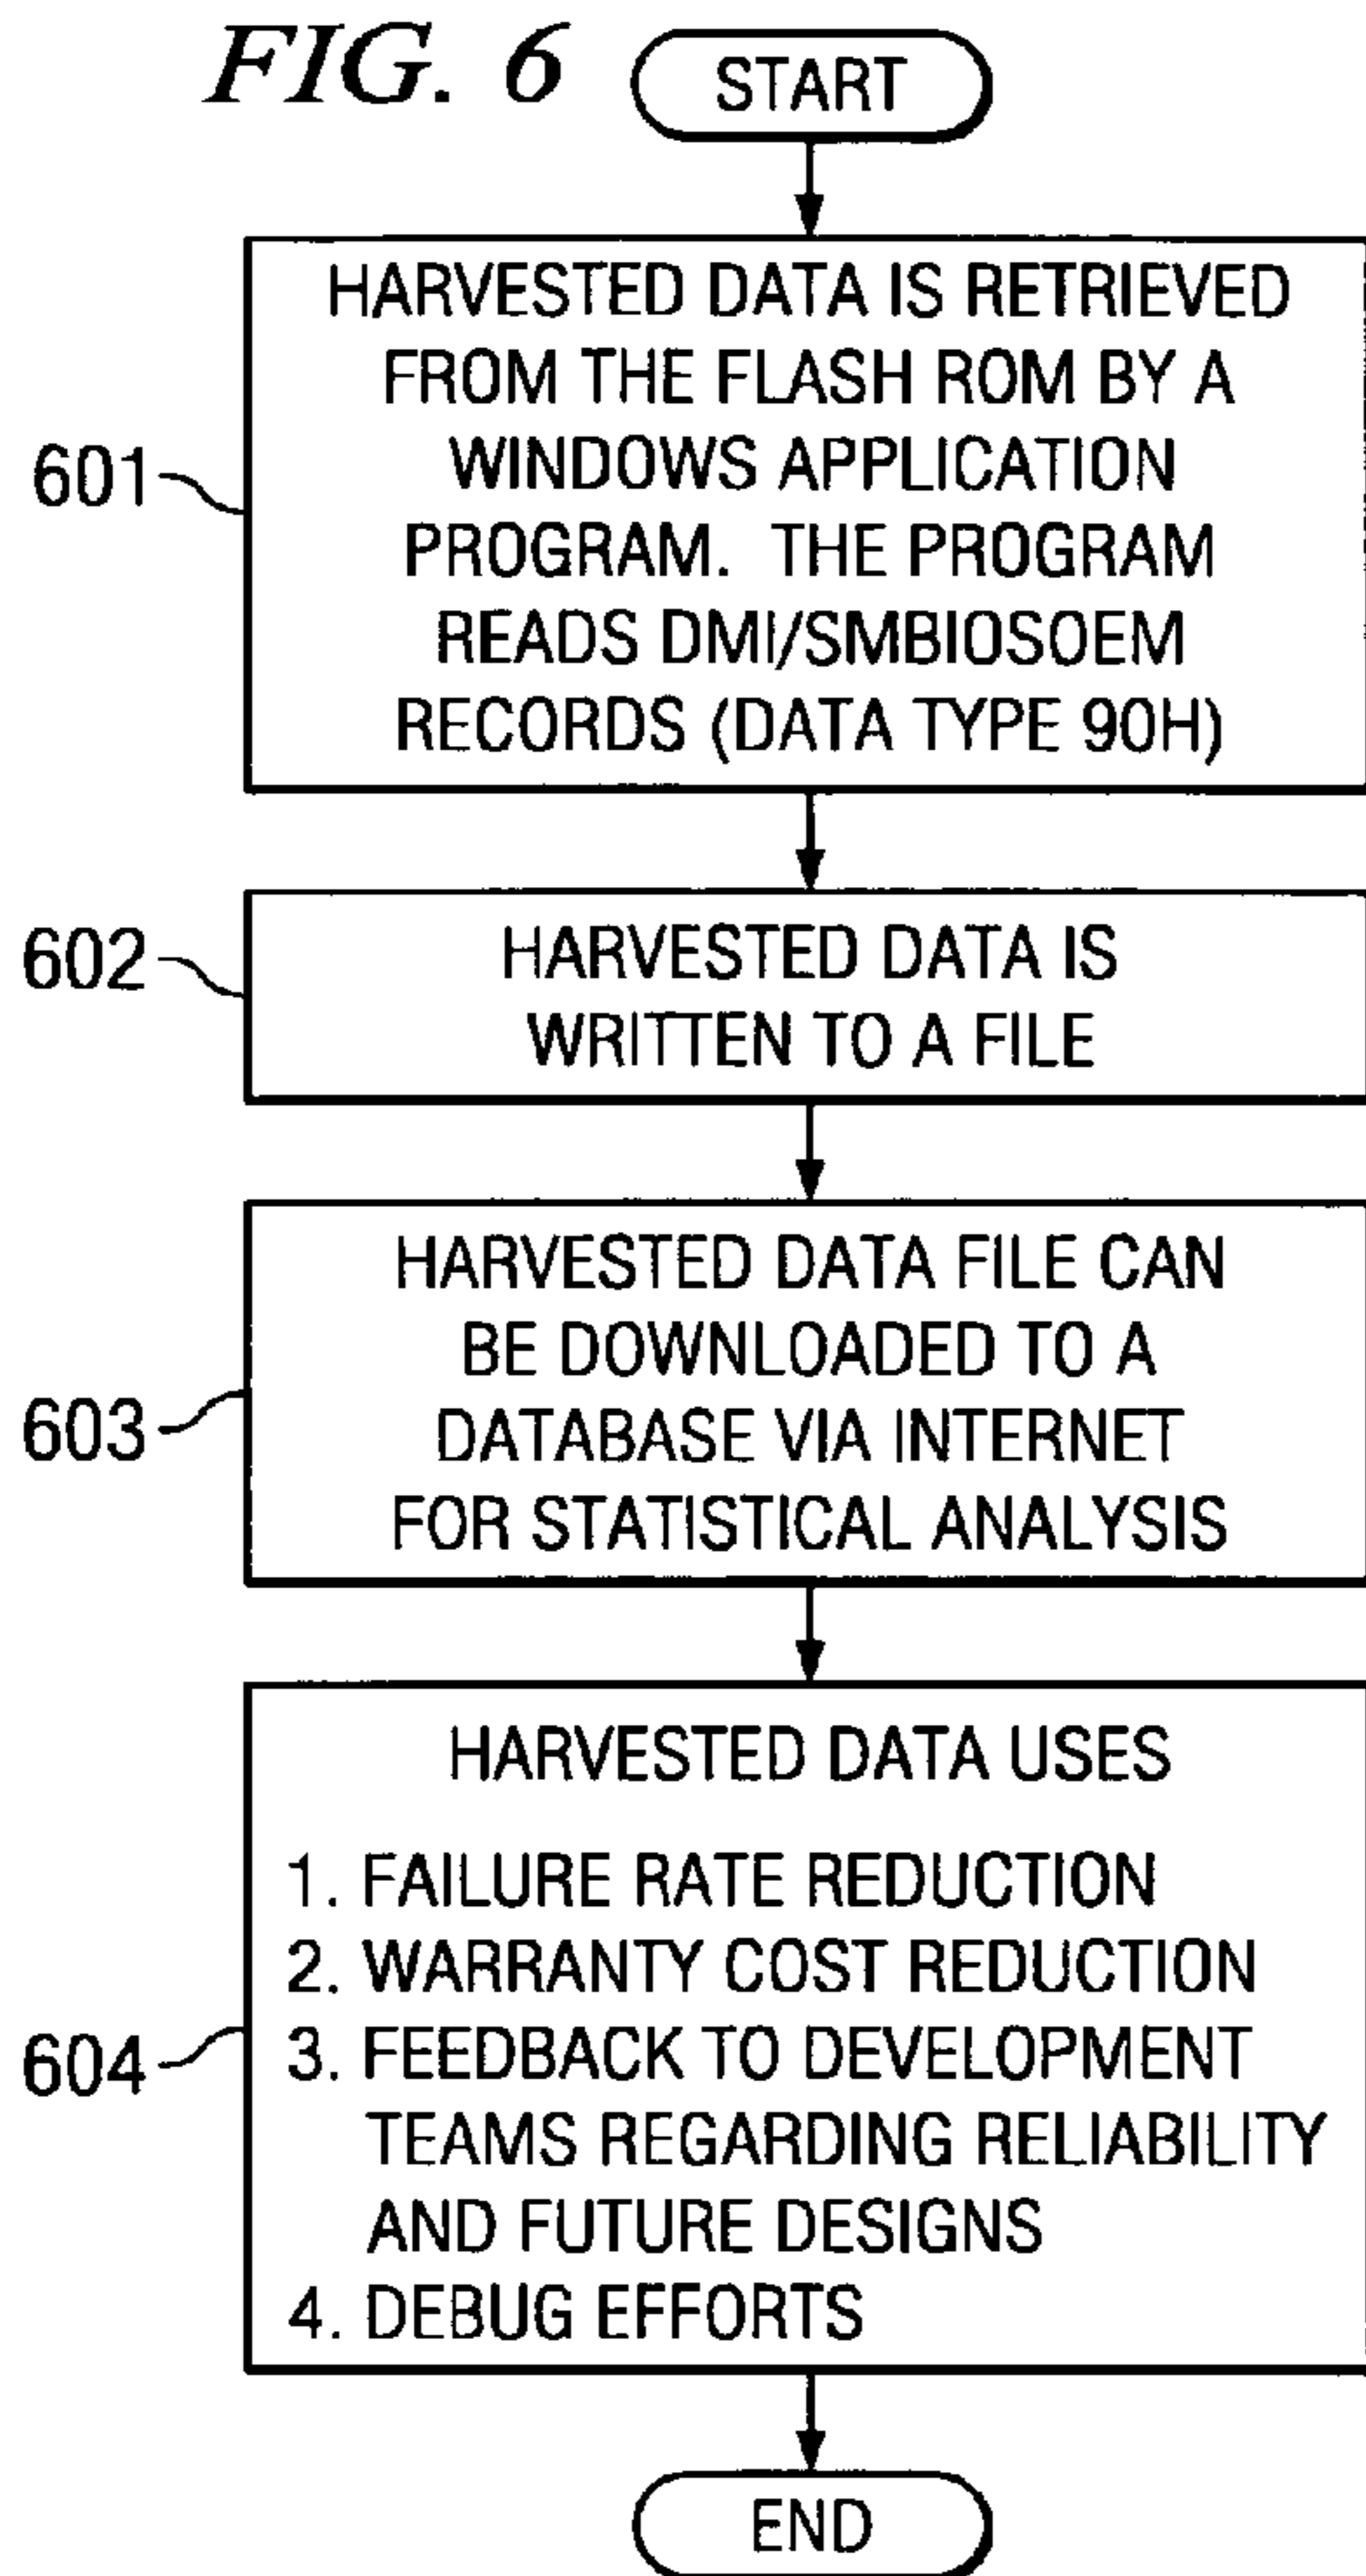 FIG. 6
START
HARVESTED DATA IS RETRIEVED
FROM THE FLASH ROM BY A
WINDOWS APPLICATION
PROGRAM. THE PROGRAM
READS DMI/SMBIOSOEM
RECORDS (DATA TYPE 90H)
601
HARVESTED DATA IS
WRITTEN TO A FILE
602
HARVESTED DATA FILE CAN
BE DOWNLOADED TO A
DATABASE VIA INTERNET
FOR STATISTICAL ANALYSIS
603
HARVESTED DATA USES
1. FAILURE RATE REDUCTION
2. WARRANTY COST REDUCTION
3. FEEDBACK TO DEVELOPMENT
TEAMS REGARDING RELIABILITY
AND FUTURE DESIGNS
4. DEBUG EFFORTS
604
END